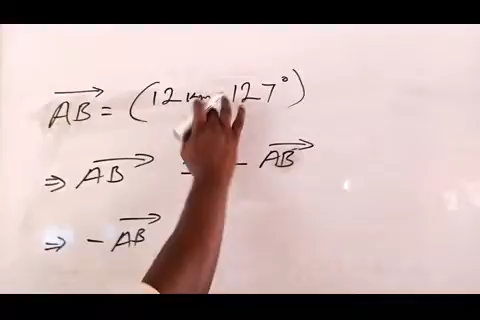 AB = (12 km 127°)
⇒ AB = - AB
⇒ - AB